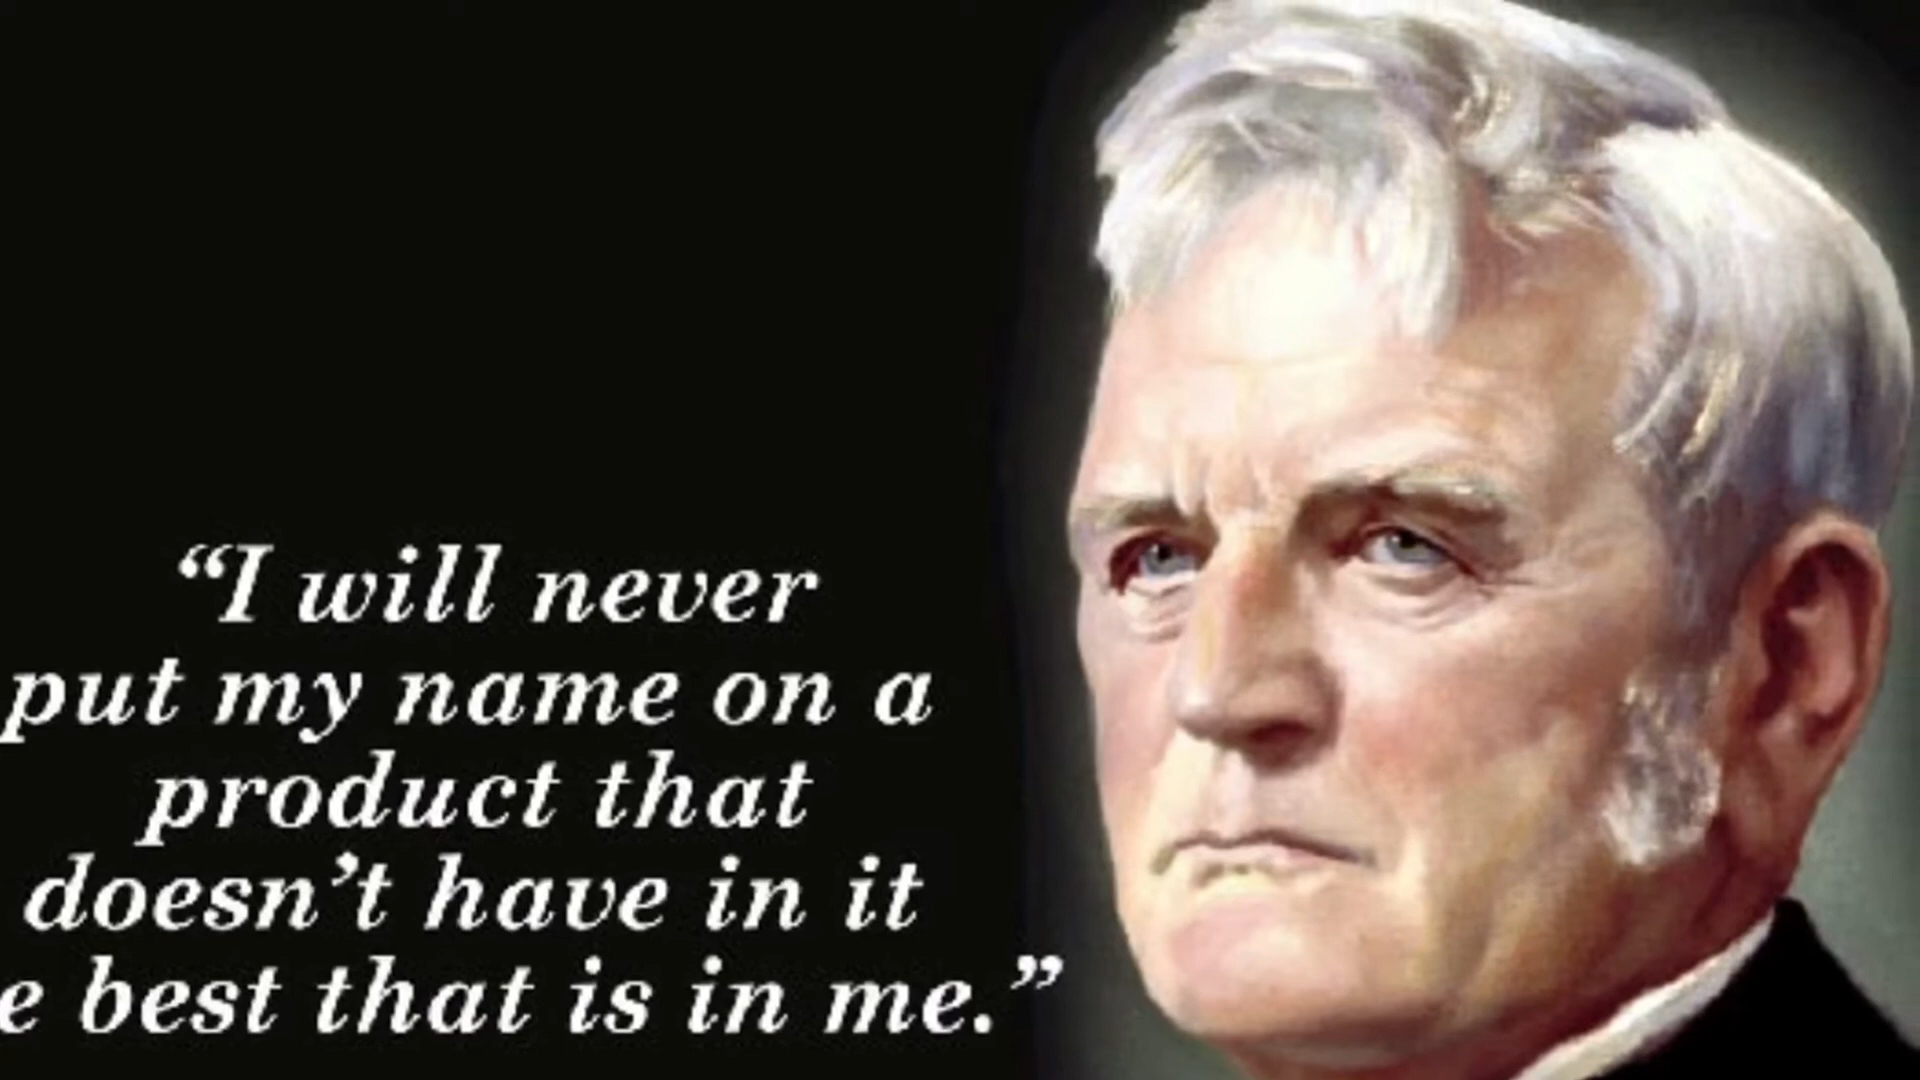 “I will never
put my name on a
product that
doesn’t have in it
e best that is in me.”